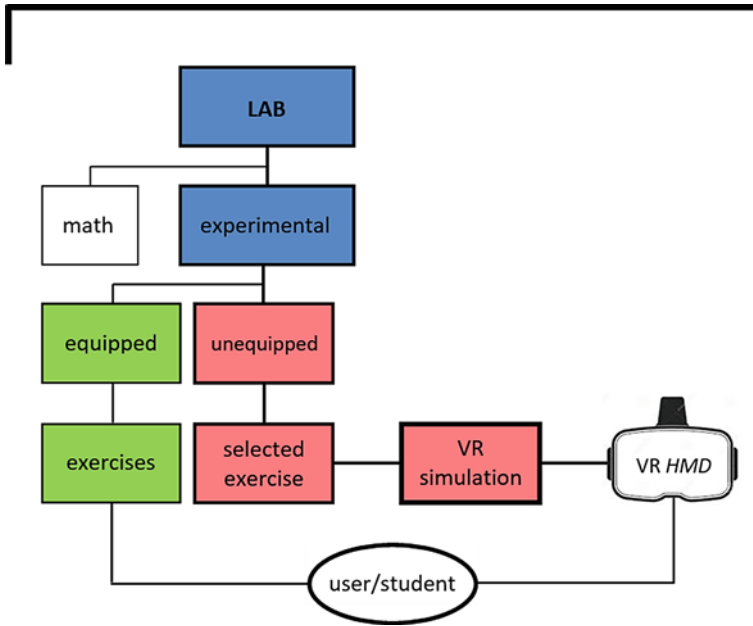 LAB
math
experimental
equipped
unequipped
exercises
selected
exercise
VR
simulation
VR HMD
user/student